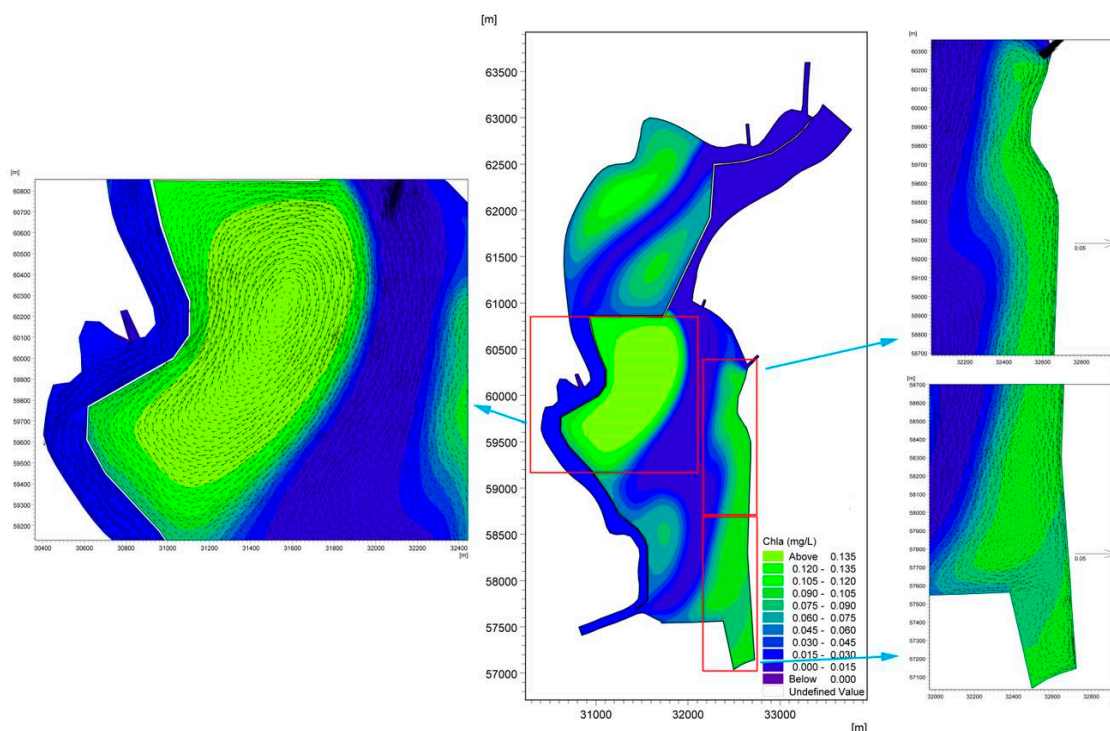 [m]
60800
60700
60600
60500
60400
60300
60200
60100
60000
59900
59800
59700
59600
59500
59400
59300
59200
30400 30600 30800 31000 31200 31400 31600 31800 32000 32200 32400
[m]
[m]
63500
63000
62500
62000
61500
61000
60500
60000
59500
59000
58500
58000
57500
57000
31000 32000 33000
[m]
Chla (mg/L)
Above 0.135
0.120 - 0.135
0.105 - 0.120
0.090 - 0.105
0.075 - 0.090
0.060 - 0.075
0.045 - 0.060
0.030 - 0.045
0.015 - 0.030
0.000 - 0.015
Below 0.000
Undefined Value
[m]
60300
60200
60100
60000
59900
59800
59700
59600
59500
59400
59300
59200
59100
59000
58900
58800
58700
0.05
32200 32400 32600 32800
[m]
58700
58600
58500
58400
58300
58200
58100
58000
57900
57800
57700
57600
57500
57400
57300
57200
57100
0.05
32000 32200 32400 32600 32800